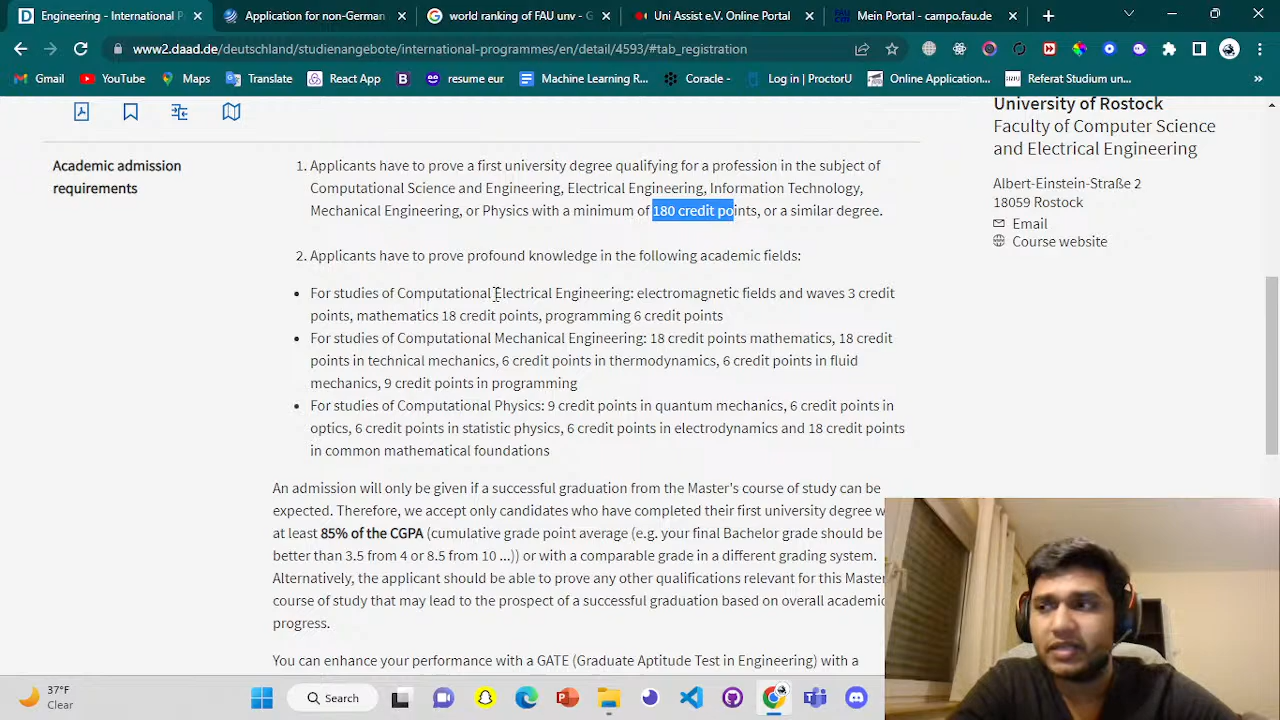 Engineering - International P
Application for non-German
world ranking of FAU unv - G
Uni Assist e.V. Online Portal
Mein Portal - campo.fau.de
www2.daad.de/deutschland/studienangebote/international-programmes/en/detail/4593/#tab_registration
Gmail
YouTube
Maps
Translate
React App
resume eur
Machine Learning R...
Coracle -
Log in | ProctorU
Online Application...
Referat Studium un...
Academic admission
requirements
1. Applicants have to prove a first university degree qualifying for a profession in the subject of
Computational Science and Engineering, Electrical Engineering, Information Technology,
Mechanical Engineering, or Physics with a minimum of 180 credit points, or a similar degree.
2. Applicants have to prove profound knowledge in the following academic fields:
• For studies of Computational Electrical Engineering: electromagnetic fields and waves 3 credit
points, mathematics 18 credit points, programming 6 credit points
• For studies of Computational Mechanical Engineering: 18 credit points mathematics, 18 credit
points in technical mechanics, 6 credit points in thermodynamics, 6 credit points in fluid
mechanics, 9 credit points in programming
• For studies of Computational Physics: 9 credit points in quantum mechanics, 6 credit points in
optics, 6 credit points in statistic physics, 6 credit points in electrodynamics and 18 credit points
in common mathematical foundations
An admission will only be given if a successful graduation from the Master's course of study can be
expected. Therefore, we accept only candidates who have completed their first university degree w
at least 85% of the CGPA (cumulative grade point average (e.g. your final Bachelor grade should be
better than 3.5 from 4 or 8.5 from 10 ...)) or with a comparable grade in a different grading system.
Alternatively, the applicant should be able to prove any other qualifications relevant for this Master
course of study that may lead to the prospect of a successful graduation based on overall academic
progress.
You can enhance your performance with a GATE (Graduate Aptitude Test in Engineering) with a
University of Rostock
Faculty of Computer Science
and Electrical Engineering
Albert-Einstein-Straße 2
18059 Rostock
Email
Course website
37°F
Clear
Search